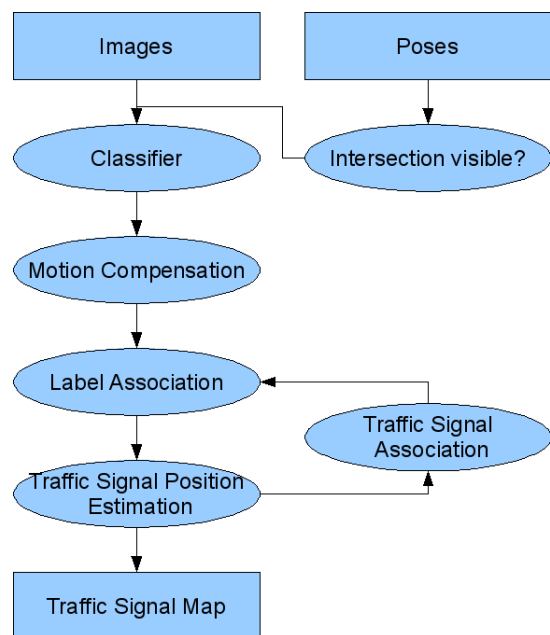 Images
Poses
Classifier
Intersection visible?
Motion Compensation
Label Association
Traffic Signal
Association
Traffic Signal Position
Estimation
Traffic Signal Map